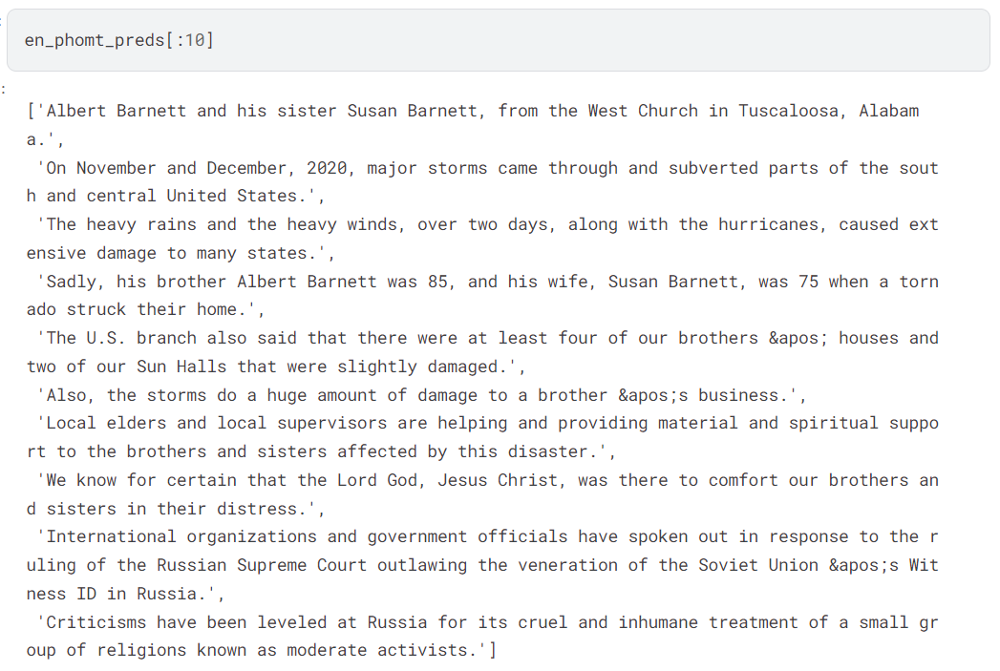 en_phomt_preds[:10]
:
['Albert Barnett and his sister Susan Barnett, from the West Church in Tuscaloosa, Alabam
a.',
'On November and December, 2020, major storms came through and subverted parts of the sout
h and central United States.',
'The heavy rains and the heavy winds, over two days, along with the hurricanes, caused ext
ensive damage to many states.',
'Sadly, his brother Albert Barnett was 85, and his wife, Susan Barnett, was 75 when a torn
ado struck their home.',
'The U.S. branch also said that there were at least four of our brothers &apos; houses and
two of our Sun Halls that were slightly damaged.',
'Also, the storms do a huge amount of damage to a brother &apos;s business.',
'Local elders and local supervisors are helping and providing material and spiritual suppo
rt to the brothers and sisters affected by this disaster.',
'We know for certain that the Lord God, Jesus Christ, was there to comfort our brothers an
d sisters in their distress.',
'International organizations and government officials have spoken out in response to the r
uling of the Russian Supreme Court outlawing the veneration of the Soviet Union &apos;s Wit
ness ID in Russia.',
'Criticisms have been leveled at Russia for its cruel and inhumane treatment of a small gr
oup of religions known as moderate activists.']